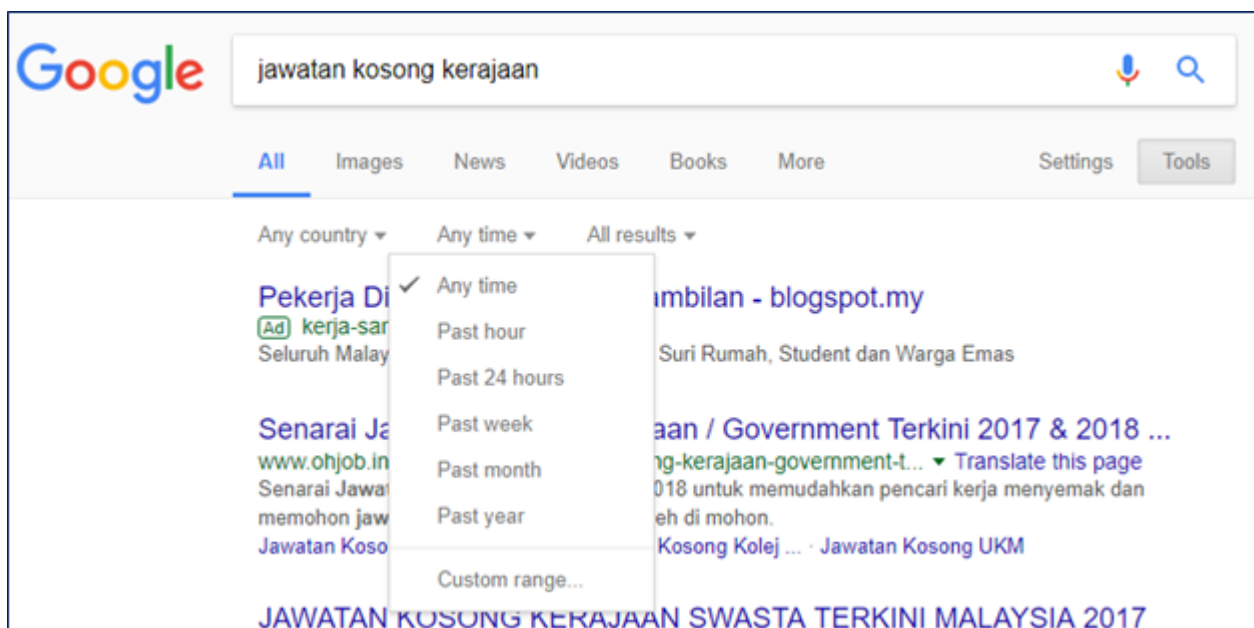 Google
jawatan kosong kerajaan
All Images News Videos Books More Settings Tools
Any country Any time All results
Any time
Past hour
Past 24 hours
Past week
Past month
Past year
Custom range...
Pekerja Di ambilan - blogspot.my
Ad kerja-sar
Seluruh Malay Suri Rumah, Student dan Warga Emas
Senarai Ja aan / Government Terkini 2017 & 2018 ...
www.ohjob.in ng-kerajaan-government-t... Translate this page
Senarai Jawat 018 untuk memudahkan pencari kerja menyemak dan
memohon jaw eh di mohon.
Jawatan Koso Kosong Kolej ... · Jawatan Kosong UKM
JAWATAN KOSONG KERAJAAN SWASTA TERKINI MALAYSIA 2017